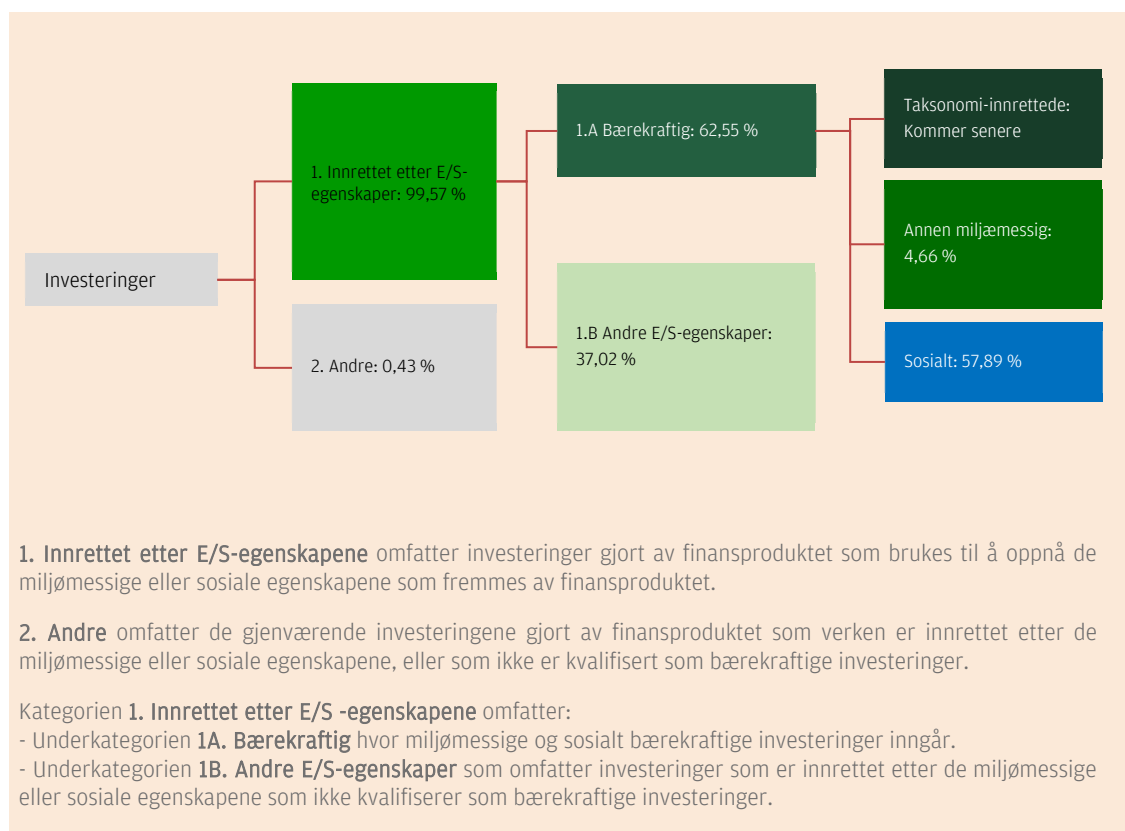 Investeringer
1. Innrettet etter E/S-
egenskaper: 99,57 %
2. Andre: 0,43 %
1.A Bærekraftig: 62,55 %
1.B Andre E/S-egenskaper:
37,02 %
Taksonomi-innrettede:
Kommer senere
Annen miljæmessig:
4,66 %
Sosialt: 57,89 %
1. Innrettet etter E/S-egenskapene omfatter investeringer gjort av finansproduktet som brukes til å oppnå de
miljømessige eller sosiale egenskapene som fremmes av finansproduktet.
2. Andre omfatter de gjenværende investeringene gjort av finansproduktet som verken er innrettet etter de
miljømessige eller sosiale egenskapene, eller som ikke er kvalifisert som bærekraftige investeringer.
Kategorien 1. Innrettet etter E/S -egenskapene omfatter:
- Underkategorien 1A. Bærekraftig hvor miljømessige og sosialt bærekraftige investeringer inngår.
- Underkategorien 1B. Andre E/S-egenskaper som omfatter investeringer som er innrettet etter de miljømessige
eller sosiale egenskapene som ikke kvalifiserer som bærekraftige investeringer.